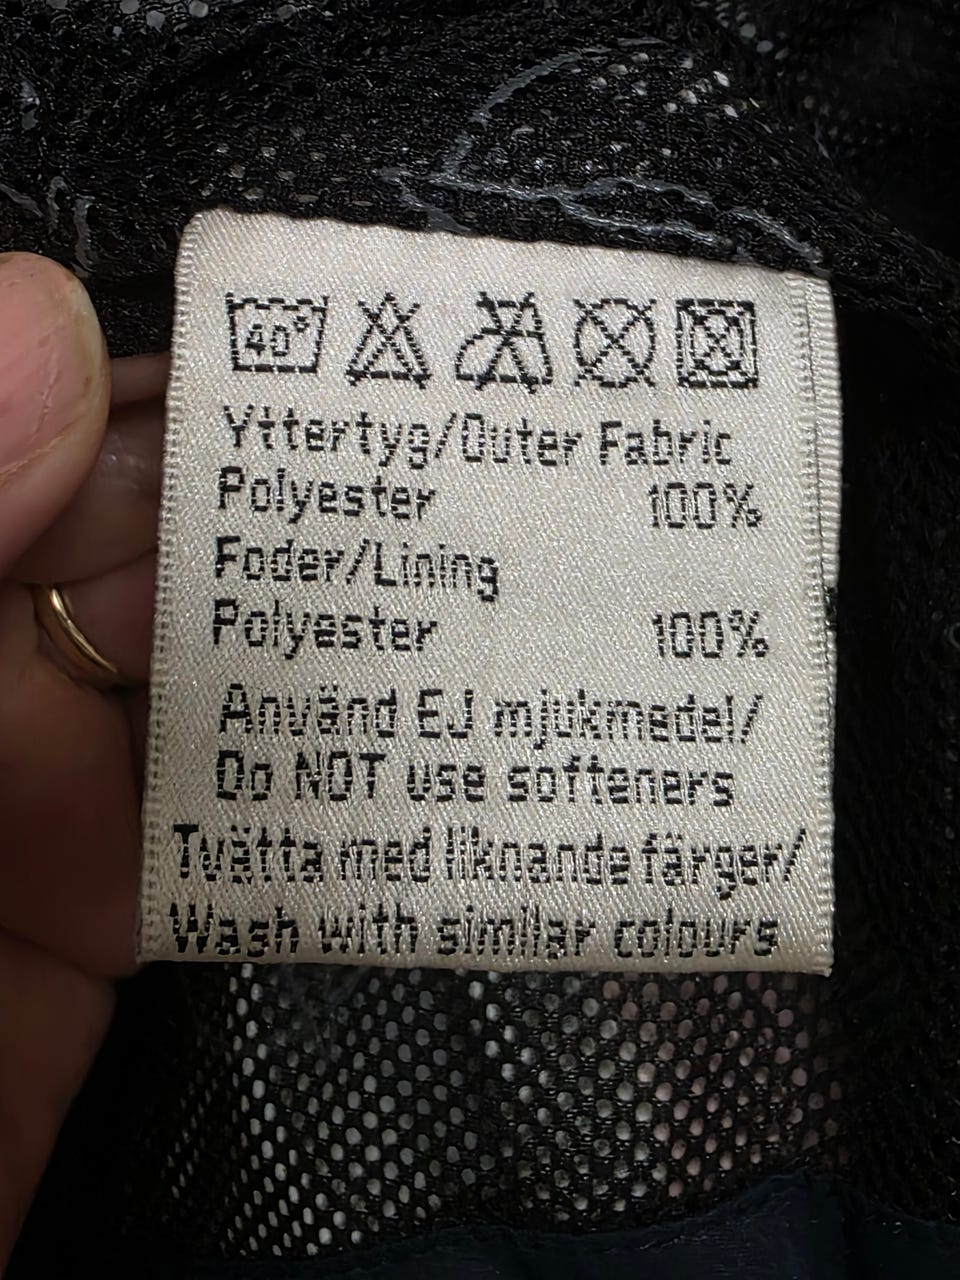 40°
Yttertyg/Outer Fabric
Polyester 100%
Foder/Lining
Polyester 100%
Använd EJ mjukmedel/
Do NOT use softeners
Tvätta med liknande färger/
Wash with similar colours